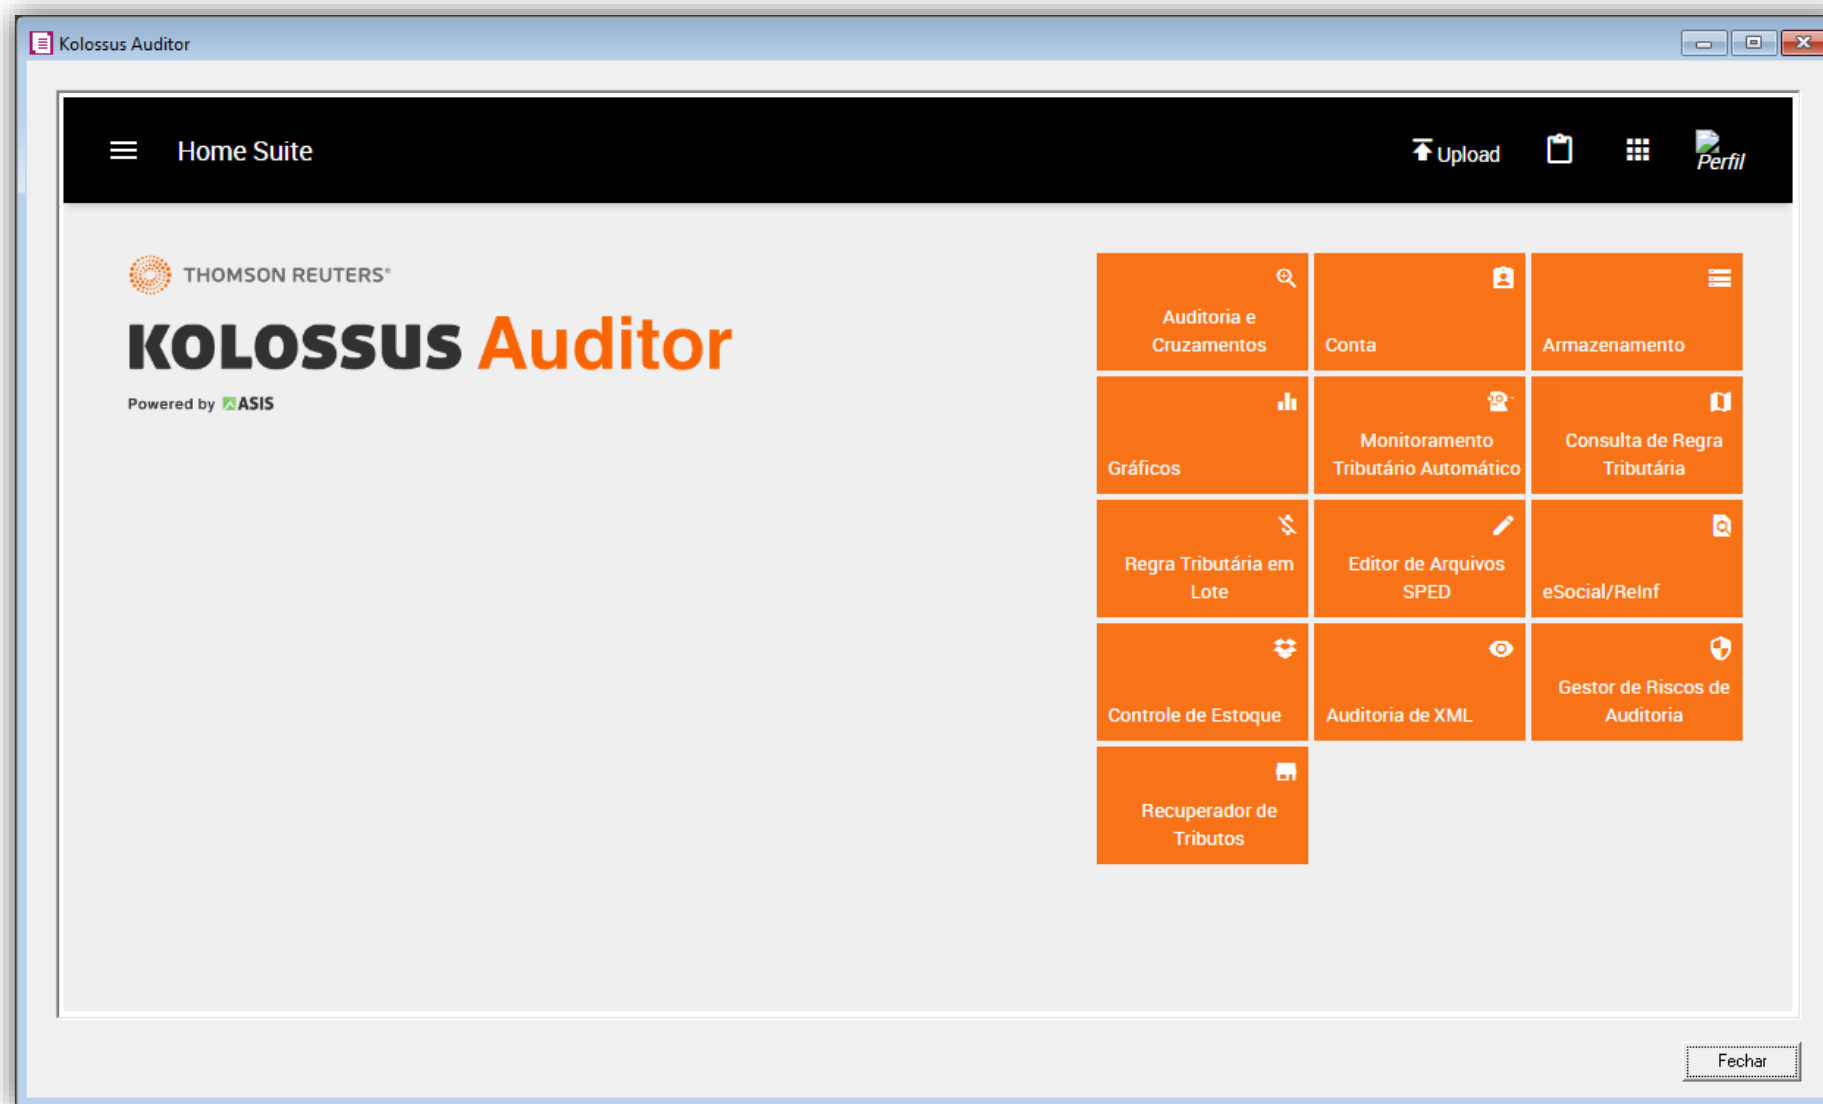 Kolossus Auditor
Home Suite
Upload
Perfil
THOMSON REUTERS®
KOLOSSUS Auditor
Powered by ASIS
Auditoria e
Cruzamentos
Conta
Armazenamento
Gráficos
Monitoramento
Tributário Automático
Consulta de Regra
Tributária
Regra Tributária em
Lote
Editor de Arquivos
SPED
eSocial/ReInf
Controle de Estoque
Auditoria de XML
Gestor de Riscos de
Auditoria
Recuperador de
Tributos
Fechar